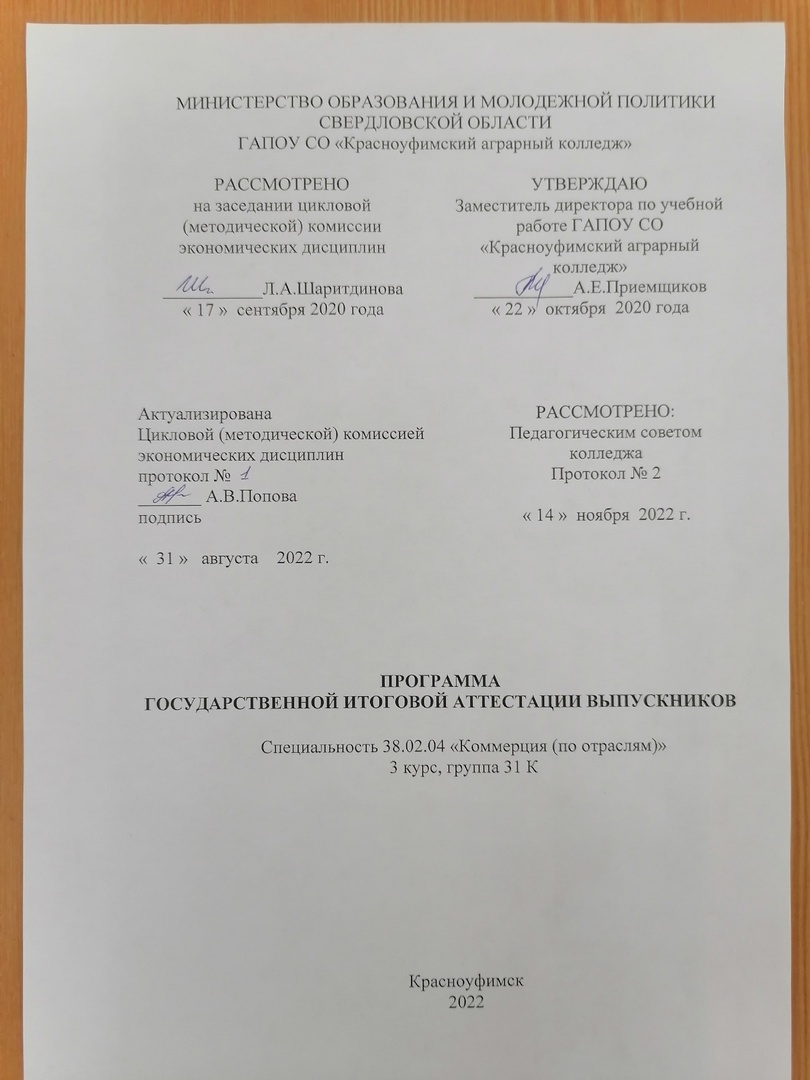 МИНИСТЕРСТВО ОБРАЗОВАНИЯ И МОЛОДЕЖНОЙ ПОЛИТИКИ
СВЕРДЛОВСКОЙ ОБЛАСТИ
ГАПОУ СО «Красноуфимский аграрный колледж»
РАССМОТРЕНО
на заседании цикловой
(методической) комиссии
экономических дисциплин
___________Л.А.Шаритдинова
« 17 » сентября 2020 года
УТВЕРЖДАЮ
Заместитель директора по учебной
работе ГАПОУ СО
«Красноуфимский аграрный
колледж»
___________А.Е.Приемщиков
« 22 » октября 2020 года
Актуализирована
Цикловой (методической) комиссией
экономических дисциплин
протокол № 1
_______ А.В.Попова
подпись
« 31 » августа 2022 г.
РАССМОТРЕНО:
Педагогическим советом
колледжа
Протокол № 2
« 14 » ноября 2022 г.
ПРОГРАММА
ГОСУДАРСТВЕННОЙ ИТОГОВОЙ АТТЕСТАЦИИ ВЫПУСКНИКОВ
Специальность 38.02.04 «Коммерция (по отраслям)»
3 курс, группа 31 К
Красноуфимск
2022